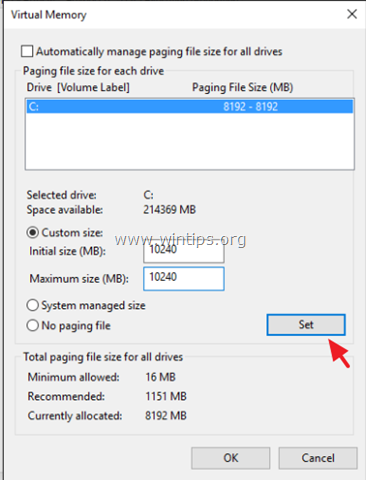 Virtual Memory
Automatically manage paging file size for all drives
Paging file size for each drive
Drive [Volume Label] Paging File Size (MB)
C: 8192 - 8192
Selected drive: C:
Space available: 214369 MB
Custom size:
www.wintips.org
Initial size (MB): 10240
Maximum size (MB): 10240
System managed size
No paging file Set
Total paging file size for all drives
Minimum allowed: 16 MB
Recommended: 1151 MB
Currently allocated: 8192 MB
OK Cancel